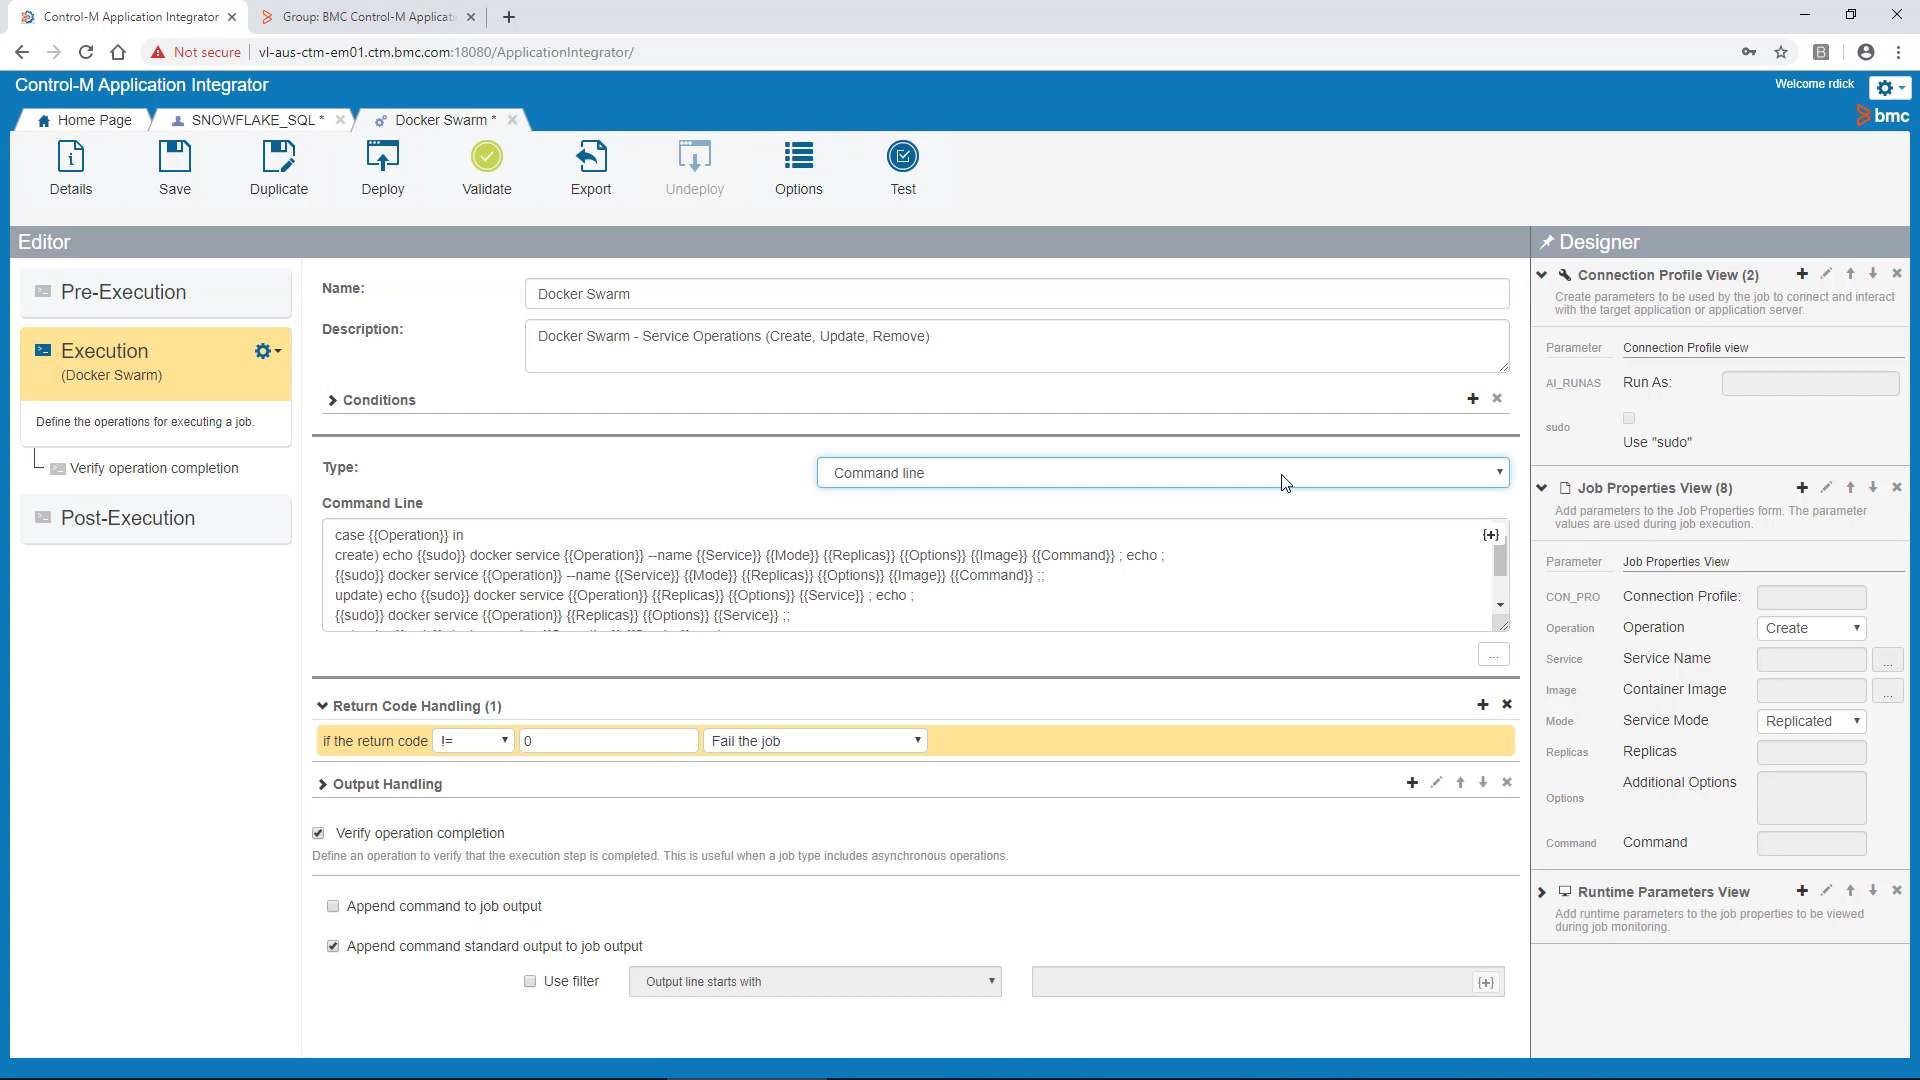 Control-M Application Integrator
Group: BMC Control-M Applicati
Not secure
vl-aus-ctm-em01.ctm.bmc.com:18080/ApplicationIntegrator/
Control-M Application Integrator
Welcome rdick
bmc
Home Page
SNOWFLAKE_SQL *
Docker Swarm *
Details
Save
Duplicate
Deploy
Validate
Export
Undeploy
Options
Test
Editor
Pre-Execution
Execution
(Docker Swarm)
Define the operations for executing a job.
Verify operation completion
Post-Execution
Name:
Docker Swarm
Description:
Docker Swarm - Service Operations (Create, Update, Remove)
Conditions
Type:
Command line
Command Line
case {{Operation}} in
create) echo {{sudo}} docker service {{Operation}} --name {{Service}} {{Mode}} {{Replicas}} {{Options}} {{Image}} {{Command}} ; echo ;
{{sudo}} docker service {{Operation}} --name {{Service}} {{Mode}} {{Replicas}} {{Options}} {{Image}} {{Command}} ;;
update) echo {{sudo}} docker service {{Operation}} {{Replicas}} {{Options}} {{Service}} ; echo ;
{{sudo}} docker service {{Operation}} {{Replicas}} {{Options}} {{Service}} ;;
{+}
...
Return Code Handling (1)
if the return code != 0 Fail the job
Output Handling
Verify operation completion
Define an operation to verify that the execution step is completed. This is useful when a job type includes asynchronous operations.
Append command to job output
Append command standard output to job output
Use filter
Output line starts with
{+}
Designer
Connection Profile View (2)
Create parameters to be used by the job to connect and interact
with the target application or application server.
Parameter Connection Profile view
AI_RUNAS Run As:
sudo
Use "sudo"
Job Properties View (8)
Add parameters to the Job Properties form. The parameter
values are used during job execution.
Parameter Job Properties View
CON_PRO Connection Profile:
Operation Operation Create
Service Service Name ...
Image Container Image ...
Mode Service Mode Replicated
Replicas Replicas
Options Additional Options
Command Command
Runtime Parameters View
Add runtime parameters to the job properties to be viewed
during job monitoring.